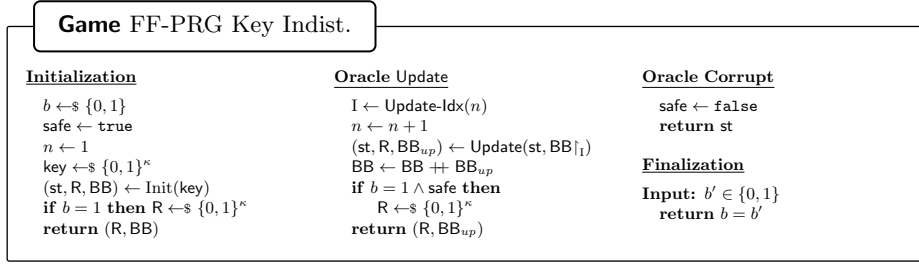 Game FF-PRG Key Indist.
Initialization
b ←$ {0, 1}
safe ← true
n ← 1
key ←$ {0, 1}^κ
(st, R, BB) ← Init(key)
if b = 1 then R ←$ {0, 1}^κ
return (R, BB)
Oracle Update
I ← Update-Idx(n)
n ← n + 1
(st, R, BB_up) ← Update(st, BB↾_I)
BB ← BB ++ BB_up
if b = 1 ∧ safe then
R ←$ {0, 1}^κ
return (R, BB_up)
Oracle Corrupt
safe ← false
return st
Finalization
Input: b′ ∈ {0, 1}
return b = b′